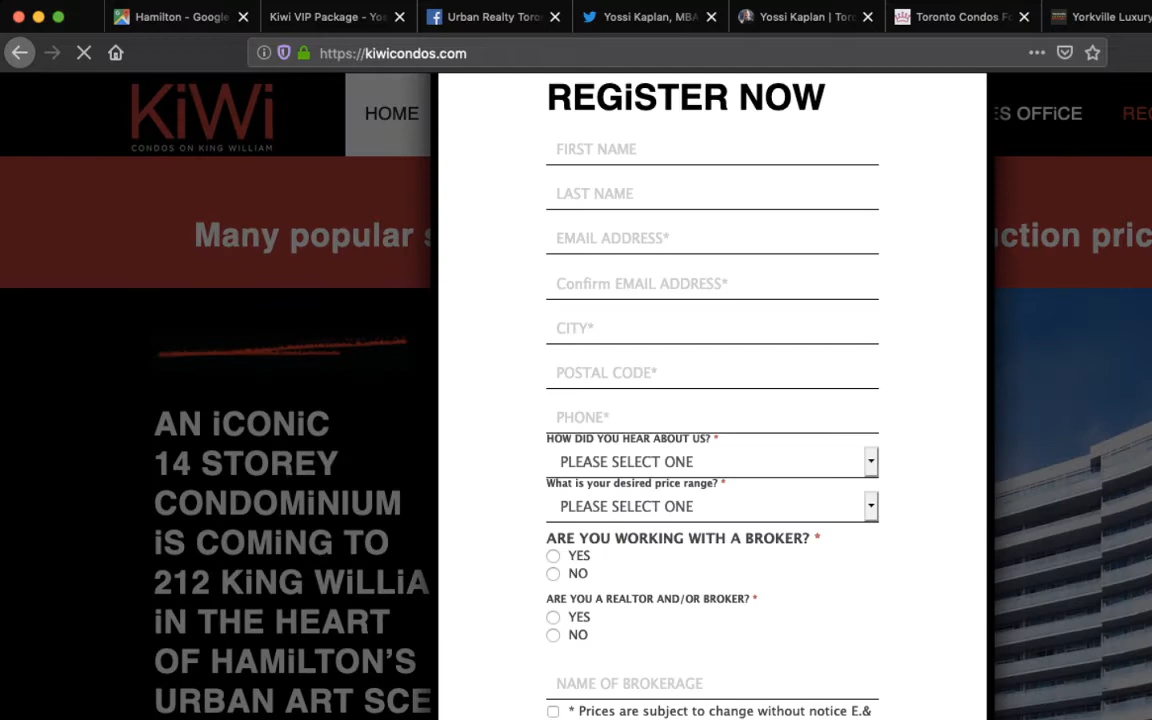 Hamilton - Google
Kiwi VIP Package - Yos
Urban Realty Toro
Yossi Kaplan, MBA
Yossi Kaplan | Toro
Toronto Condos Fo
Yorkville Luxury
https://kiwicondos.com
KiWi
CONDOS ON KING WILLIAM
HOME
ES OFFiCE
REG
Many popular s
uction pric
AN iCONiC
14 STOREY
CONDOMiNiUM
iS COMiNG TO
212 KiNG WiLLiA
iN THE HEART
OF HAMiLTON'S
URBAN ART SCE
REGiSTER NOW
FIRST NAME
LAST NAME
EMAIL ADDRESS*
Confirm EMAIL ADDRESS*
CITY*
POSTAL CODE*
PHONE*
HOW DID YOU HEAR ABOUT US? *
PLEASE SELECT ONE
What is your desired price range? *
PLEASE SELECT ONE
ARE YOU WORKING WITH A BROKER? *
YES
NO
ARE YOU A REALTOR AND/OR BROKER? *
YES
NO
NAME OF BROKERAGE
* Prices are subject to change without notice E.&